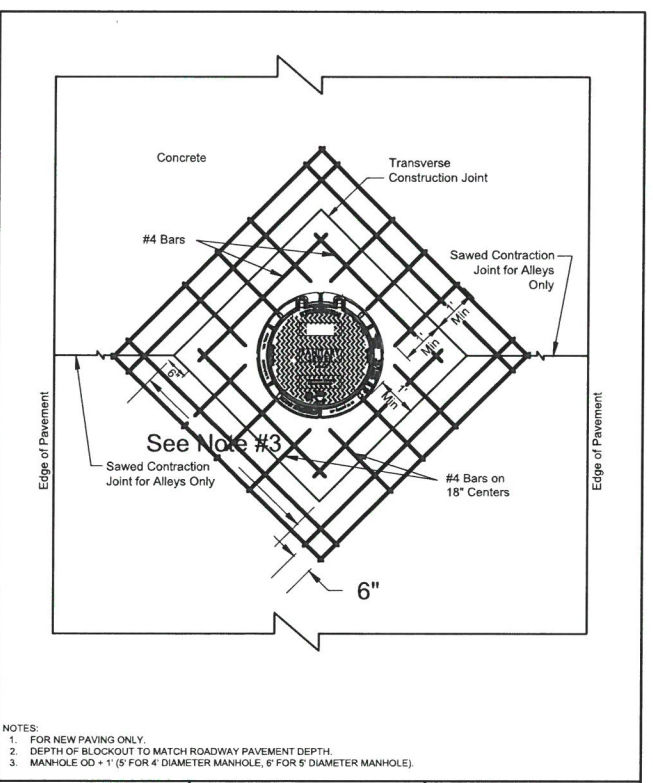 Concrete
Transverse
Construction Joint
#4 Bars
Sawed Contraction
Joint for Alleys
Only
1'
Min
1'
Min
6"
1'
Min
See Note #3
Edge of Pavement
Edge of Pavement
Sawed Contraction
Joint for Alleys Only
#4 Bars on
18" Centers
6"
NOTES:
1. FOR NEW PAVING ONLY.
2. DEPTH OF BLOCKOUT TO MATCH ROADWAY PAVEMENT DEPTH.
3. MANHOLE OD + 1' (5' FOR 4' DIAMETER MANHOLE, 6' FOR 5' DIAMETER MANHOLE).